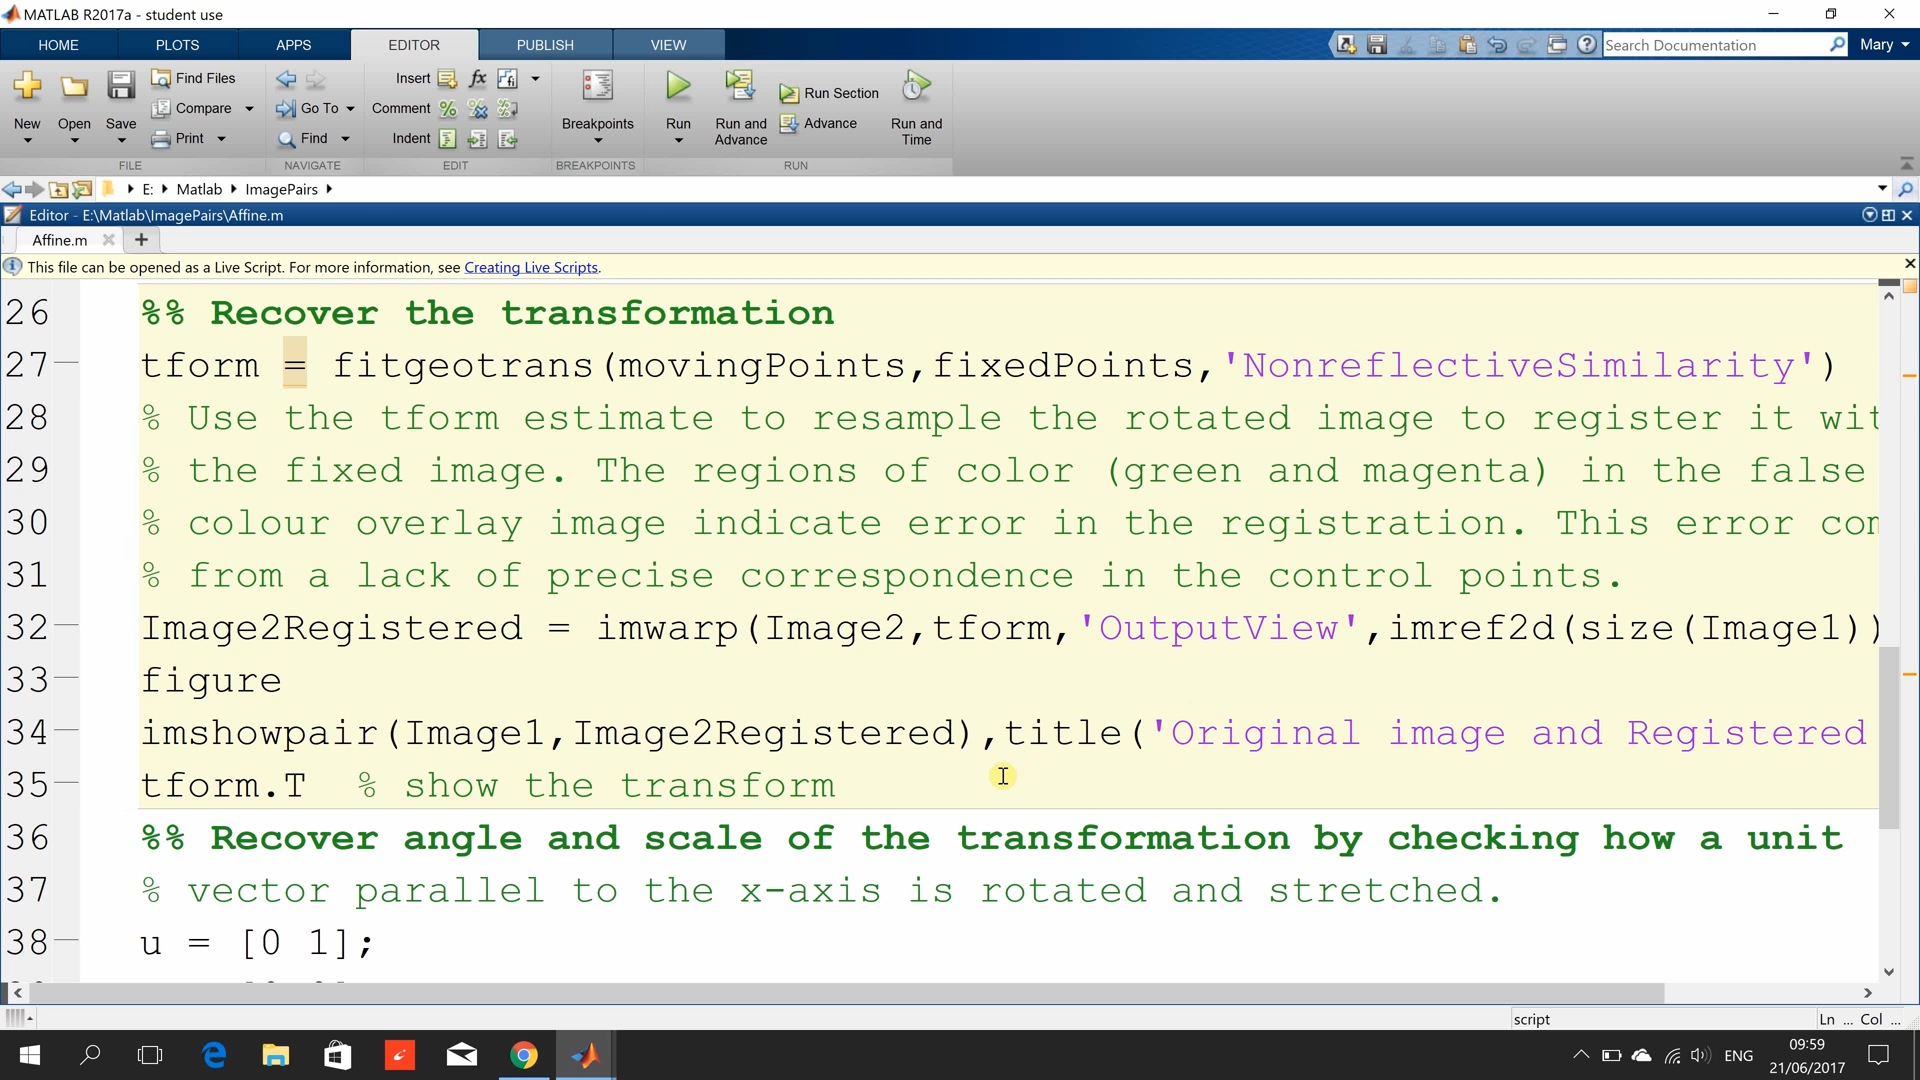 MATLAB R2017a - student use
HOME PLOTS APPS EDITOR PUBLISH VIEW
Search Documentation Mary
Find Files
Compare
Print
New Open Save
Go To
Find
Insert fx
Comment
Indent
Breakpoints
Run
Run and Advance
Run Section
Advance
Run and Time
FILE NAVIGATE EDIT BREAKPOINTS RUN
E: Matlab ImagePairs
Editor - E:\Matlab\ImagePairs\Affine.m
Affine.m
This file can be opened as a Live Script. For more information, see Creating Live Scripts.
26 %% Recover the transformation
27 tform = fitgeotrans(movingPoints,fixedPoints,'NonreflectiveSimilarity')
28 % Use the tform estimate to resample the rotated image to register it wit
29 % the fixed image. The regions of color (green and magenta) in the false
30 % colour overlay image indicate error in the registration. This error com
31 % from a lack of precise correspondence in the control points.
32 Image2Registered = imwarp(Image2,tform,'OutputView',imref2d(size(Image1))
33 figure
34 imshowpair(Image1,Image2Registered),title('Original image and Registered
35 tform.T % show the transform
36 %% Recover angle and scale of the transformation by checking how a unit
37 % vector parallel to the x-axis is rotated and stretched.
38 u = [0 1];
script Ln ... Col ...
ENG
09:59
21/06/2017